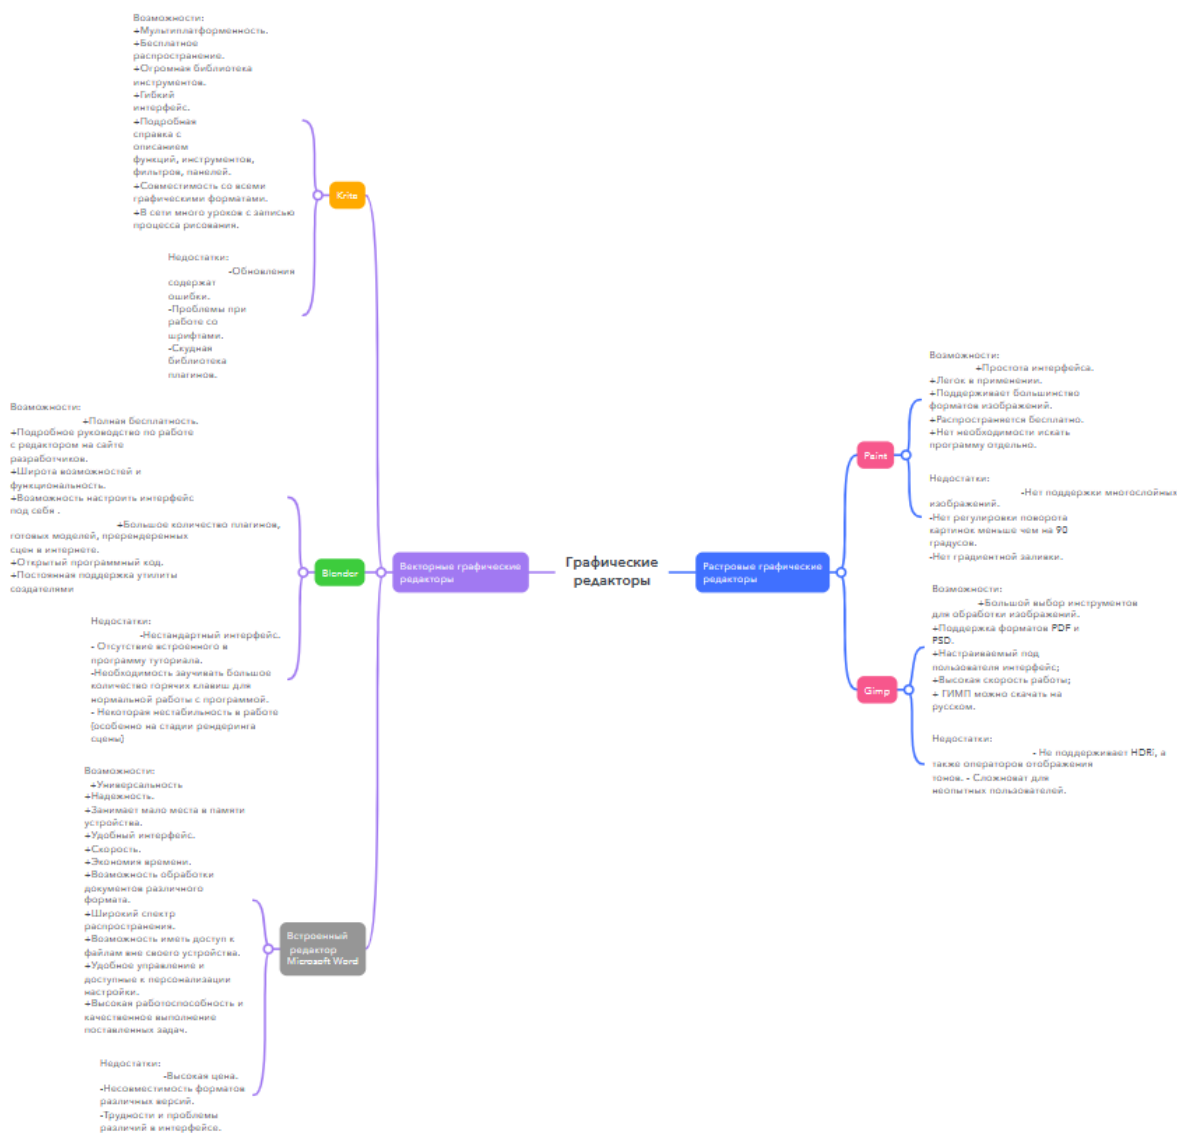 Графические
редакторы
Векторные графические
редакторы
Krita
Возможности:
+Мультиплатформенность.
+Бесплатное
распространение.
+Огромная библиотека
инструментов.
+Гибкий
интерфейс.
+Подробная
справка с
описанием
функций, инструментов,
фильтров, панелей.
+Совместимость со всеми
графическими форматами.
+В сети много уроков с записью
процесса рисования.
Недостатки:
-Обновления
содержат
ошибки.
-Проблемы при
работе со
шрифтами.
-Скудная
библиотека
плагинов.
Blender
Возможности:
+Полная бесплатность.
+Подробное руководство по работе
с редактором на сайте
разработчиков.
+Широта возможностей и
функциональность.
+Возможность настроить интерфейс
под себя .
+Большое количество плагинов,
готовых моделей, пререндеренных
сцен в интернете.
+Открытый программный код.
+Постоянная поддержка утилиты
создателями
Недостатки:
-Нестандартный интерфейс.
- Отсутствие встроенного в
программу туториала.
-Необходимость заучивать большое
количество горячих клавиш для
нормальной работы с программой.
- Некоторая нестабильность в работе
(особенно на стадии рендеринга
сцены)
Встроенный
редактор
Microsoft Word
Возможности:
+Универсальность
+Надежность.
+Занимает мало места в памяти
устройства.
+Удобный интерфейс.
+Скорость.
+Экономия времени.
+Возможность обработки
документов различного
формата.
+Широкий спектр
распространения.
+Возможность иметь доступ к
файлам вне своего устройства.
+Удобное управление и
доступные к персонализации
настройки.
+Высокая работоспособность и
качественное выполнение
поставленных задач.
Недостатки:
-Высокая цена.
-Несовместимость форматов
различных версий.
-Трудности и проблемы
различий в интерфейсе.
Растровые графические
редакторы
Paint
Возможности:
+Простота интерфейса.
+Легок в применении.
+Поддерживает большинство
форматов изображений.
+Распространяется бесплатно.
+Нет необходимости искать
программу отдельно.
Недостатки:
-Нет поддержки многослойных
изображений.
-Нет регулировки поворота
картинок меньше чем на 90
градусов.
-Нет градиентной заливки.
Gimp
Возможности:
+Большой выбор инструментов
для обработки изображений.
+Поддержка форматов PDF и
PSD.
+Настраиваемый под
пользователя интерфейс;
+Высокая скорость работы;
+ ГИМП можно скачать на
русском.
Недостатки:
- Не поддерживает HDRi, а
также операторов отображения
тонов. - Сложноват для
неопытных пользователей.